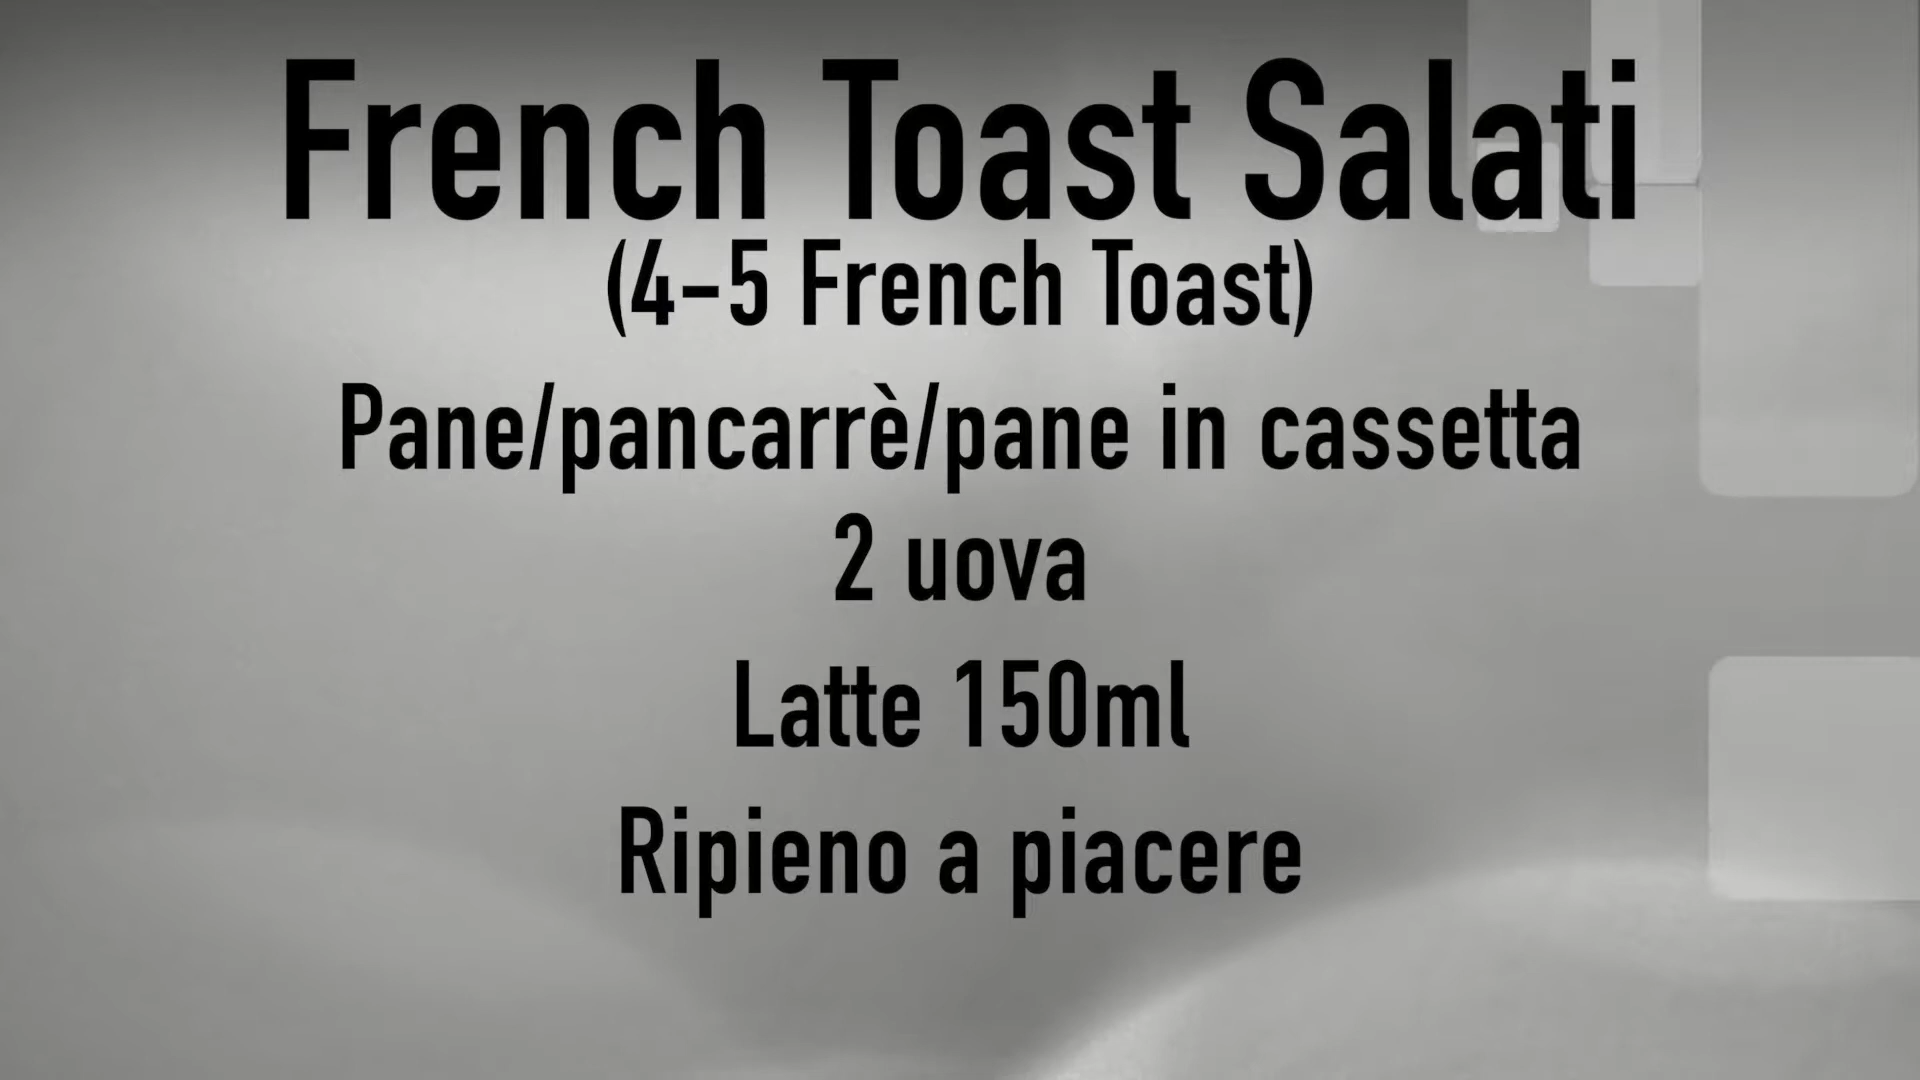 French Toast Salati
(4-5 French Toast)
Pane/pancarrè/pane in cassetta
2 uova
Latte 150ml
Ripieno a piacere